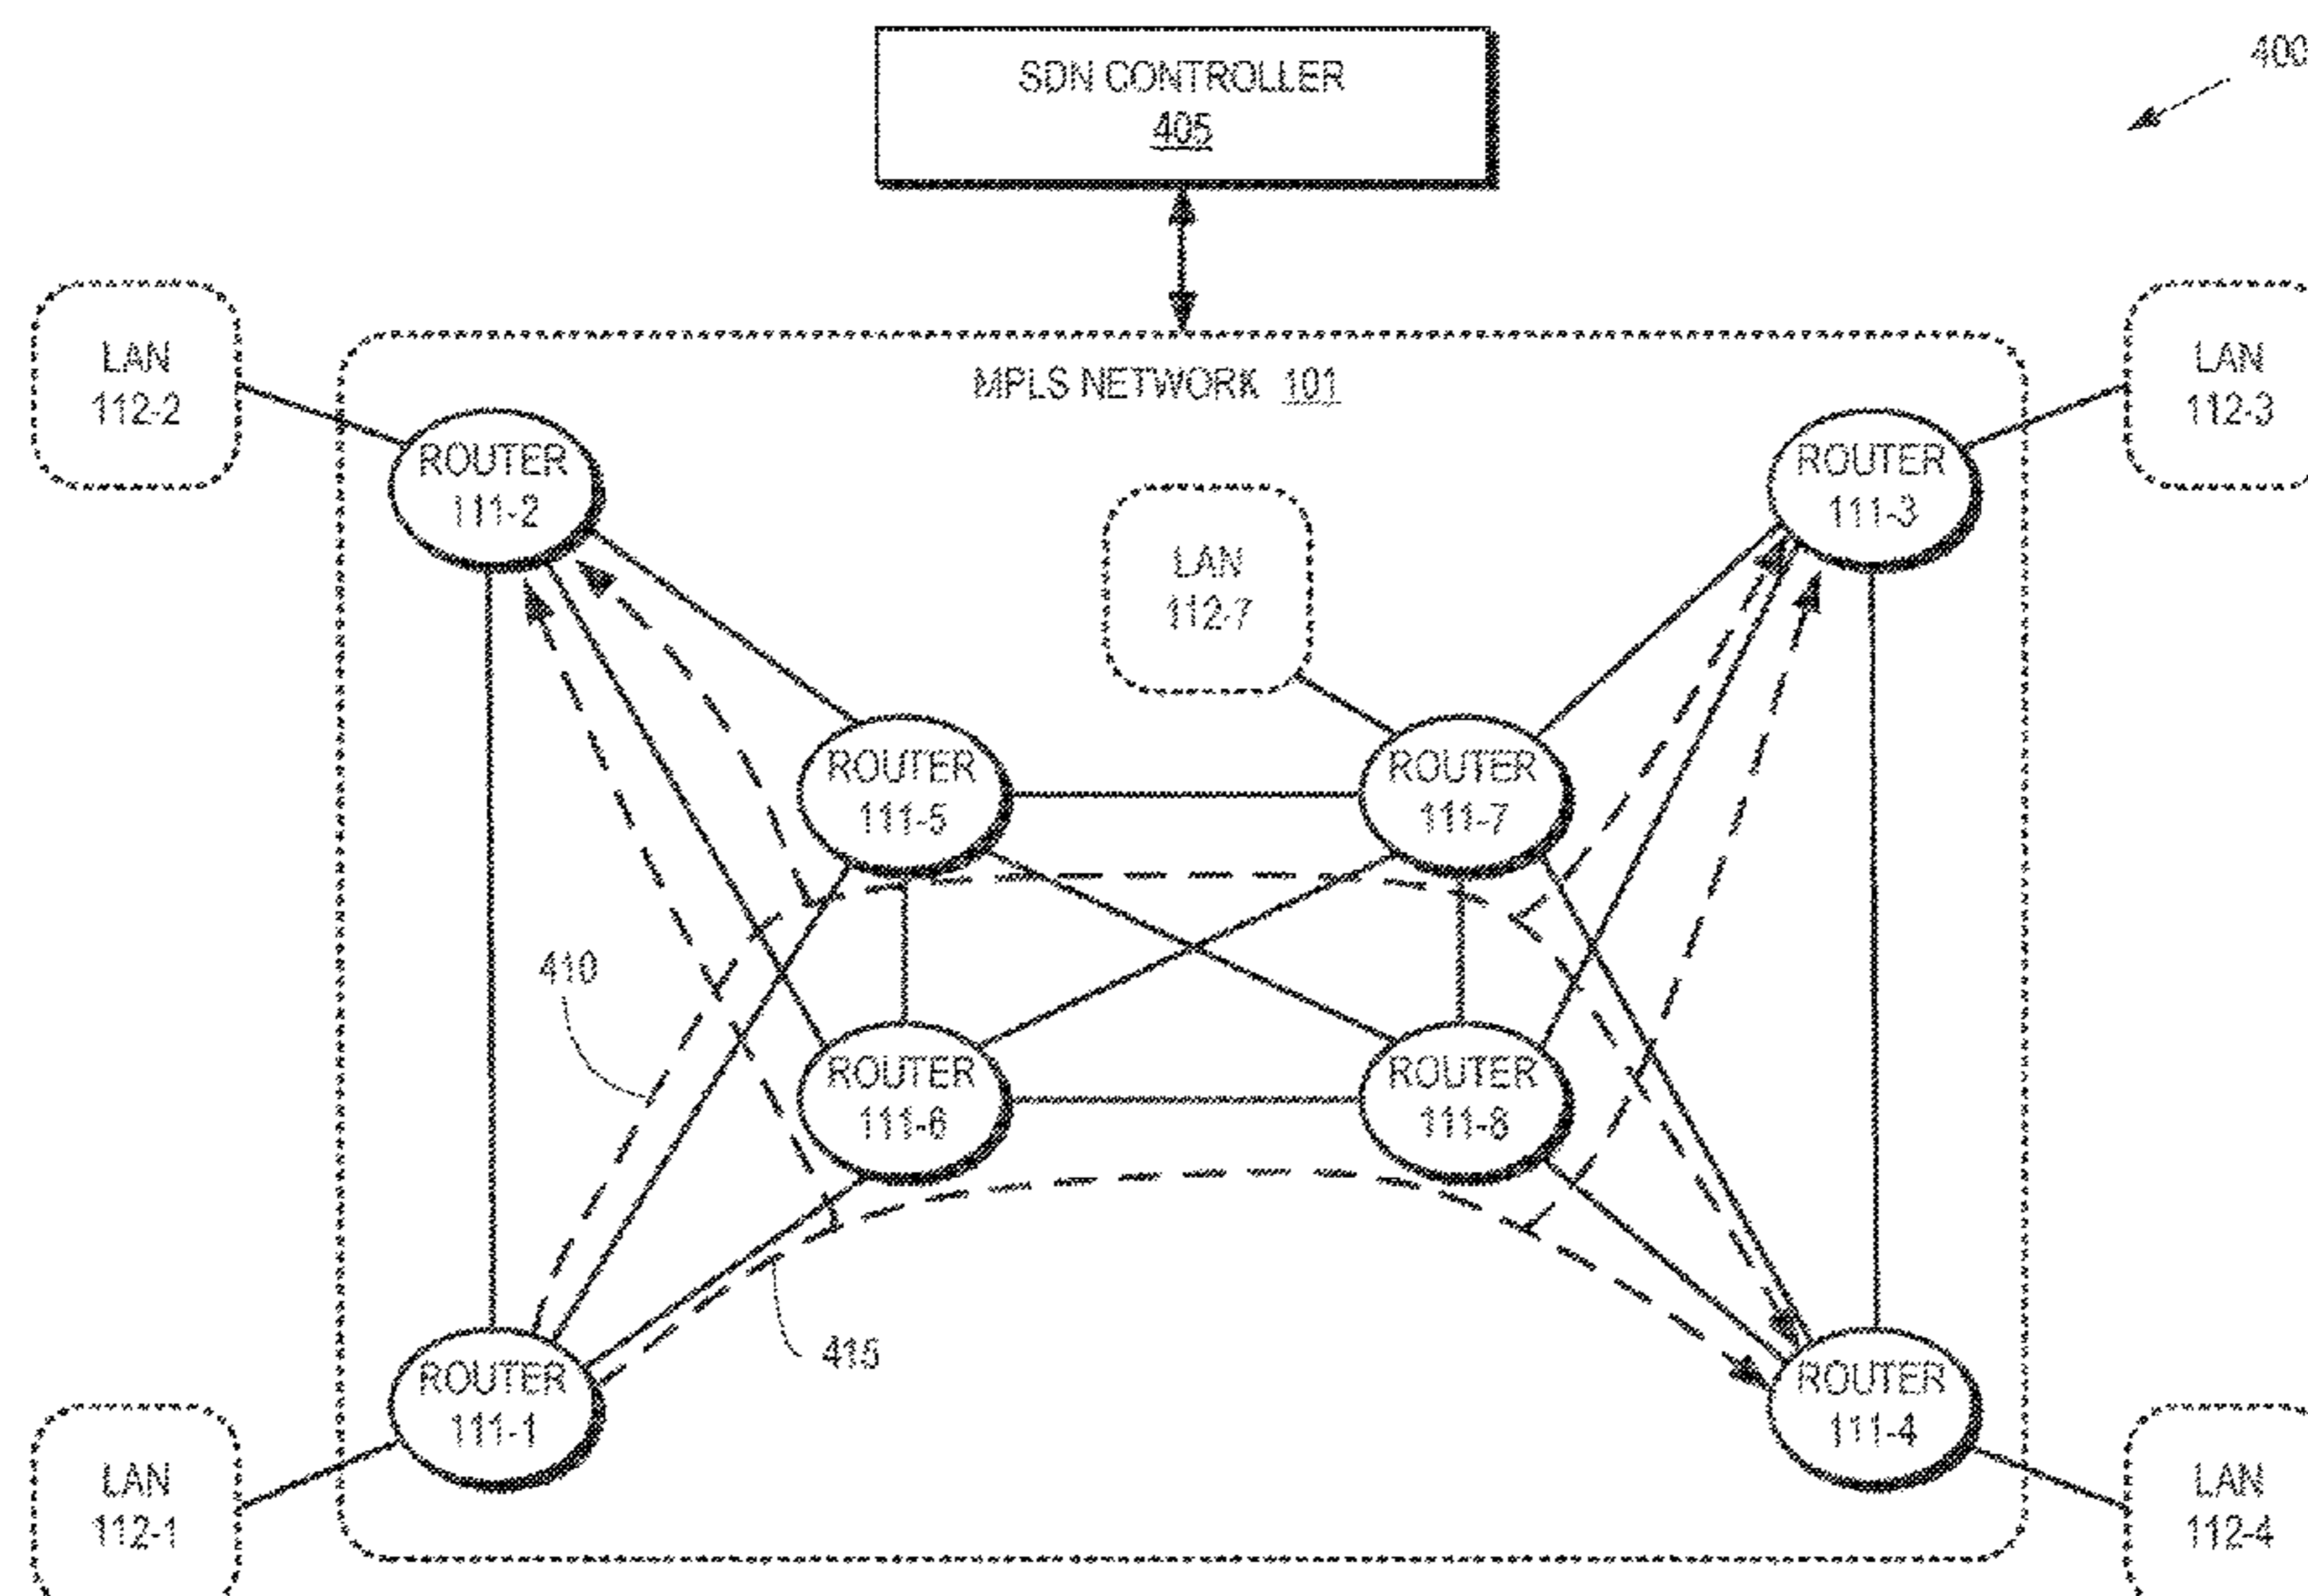 SDN CONTROLLER
405
400
LAN
112-2
MPLS NETWORK 101
LAN
112-3
ROUTER
111-2
ROUTER
111-3
LAN
112-7
ROUTER
111-5
ROUTER
111-7
410
ROUTER
111-6
ROUTER
111-8
415
ROUTER
111-1
ROUTER
111-4
LAN
112-1
LAN
112-4